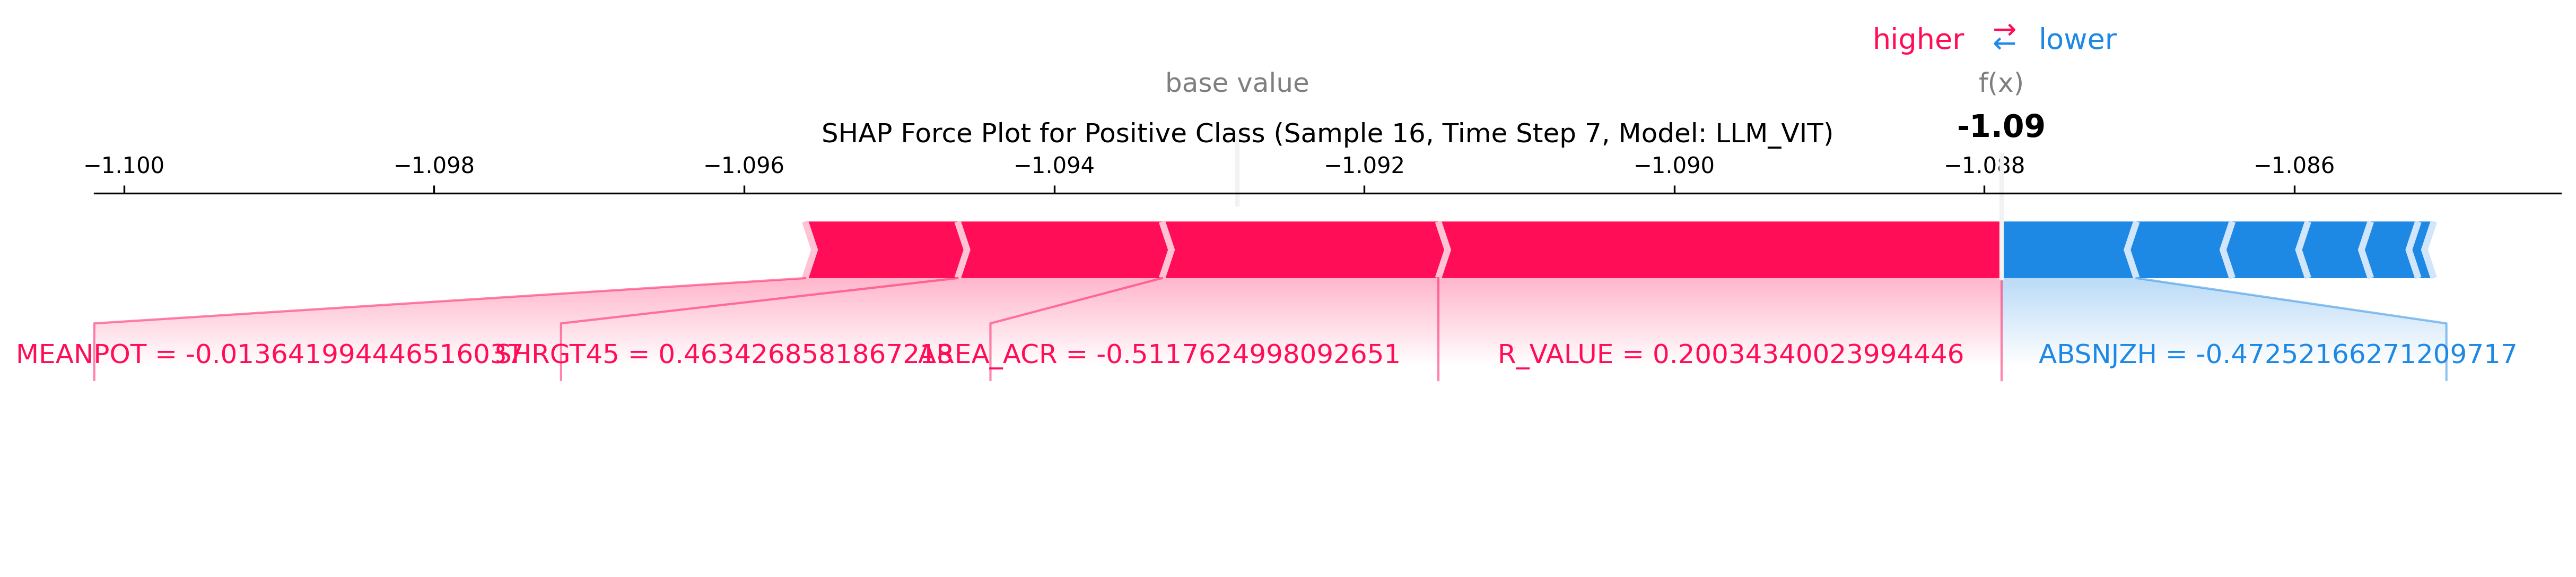 higher ⇄ lower
base value f(x)
SHAP Force Plot for Positive Class (Sample 16, Time Step 7, Model: LLM_VIT) -1.09
−1.100 −1.098 −1.096 −1.094 −1.092 −1.090 −1.088 −1.086
MEANPOT = -0.01364199444651603 SHRGT45 = 0.46342685818672 AREA_ACR = -0.5117624998092651 R_VALUE = 0.20034340023994446 ABSNJZH = -0.47252166271209717